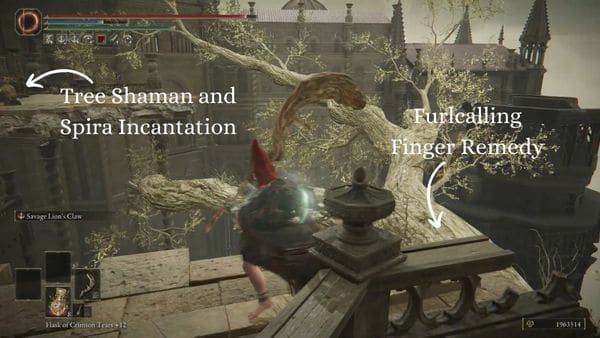 Tree Shaman and
Spira Incantation
Furlcalling
Finger Remedy
Savage Lion's Claw
Flask of Crimson Tears +12
1963514